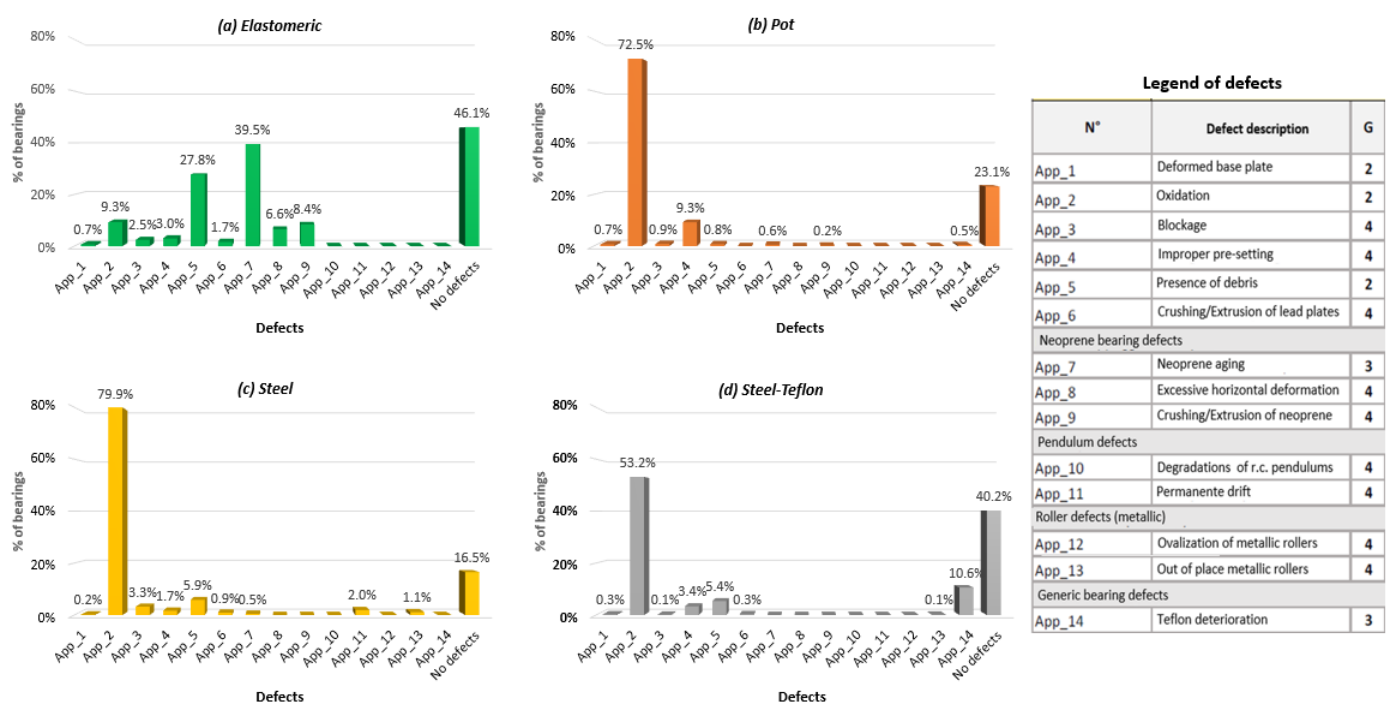 (a) Elastomeric
80%
60%
40%
20%
0%
% of bearings
0.7%
9.3%
2.5%
3.0%
27.8%
1.7%
39.5%
6.6%
8.4%
46.1%
App_1
App_2
App_3
App_4
App_5
App_6
App_7
App_8
App_9
App_10
App_11
App_12
App_13
App_14
No defects
Defects
(b) Pot
80%
60%
40%
20%
0%
% of bearings
0.7%
72.5%
0.9%
9.3%
0.8%
0.6%
0.2%
0.5%
23.1%
App_1
App_2
App_3
App_4
App_5
App_6
App_7
App_8
App_9
App_10
App_11
App_12
App_13
App_14
No defects
Defects
(c) Steel
80%
60%
40%
20%
0%
% of bearings
0.2%
79.9%
3.3%
1.7%
5.9%
0.9%
0.5%
2.0%
1.1%
16.5%
App_1
App_2
App_3
App_4
App_5
App_6
App_7
App_8
App_9
App_10
App_11
App_12
App_13
App_14
No defects
Defects
(d) Steel-Teflon
80%
60%
40%
20%
0%
% of bearings
0.3%
53.2%
0.1%
3.4%
5.4%
0.3%
0.1%
10.6%
40.2%
App_1
App_2
App_3
App_4
App_5
App_6
App_7
App_8
App_9
App_10
App_11
App_12
App_13
App_14
No defects
Defects
Legend of defects
N° Defect description G
App_1 Deformed base plate 2
App_2 Oxidation 2
App_3 Blockage 4
App_4 Improper pre-setting 4
App_5 Presence of debris 2
App_6 Crushing/Extrusion of lead plates 4
Neoprene bearing defects
App_7 Neoprene aging 3
App_8 Excessive horizontal deformation 4
App_9 Crushing/Extrusion of neoprene 4
Pendulum defects
App_10 Degradations of r.c. pendulums 4
App_11 Permanente drift 4
Roller defects (metallic)
App_12 Ovalization of metallic rollers 4
App_13 Out of place metallic rollers 4
Generic bearing defects
App_14 Teflon deterioration 3